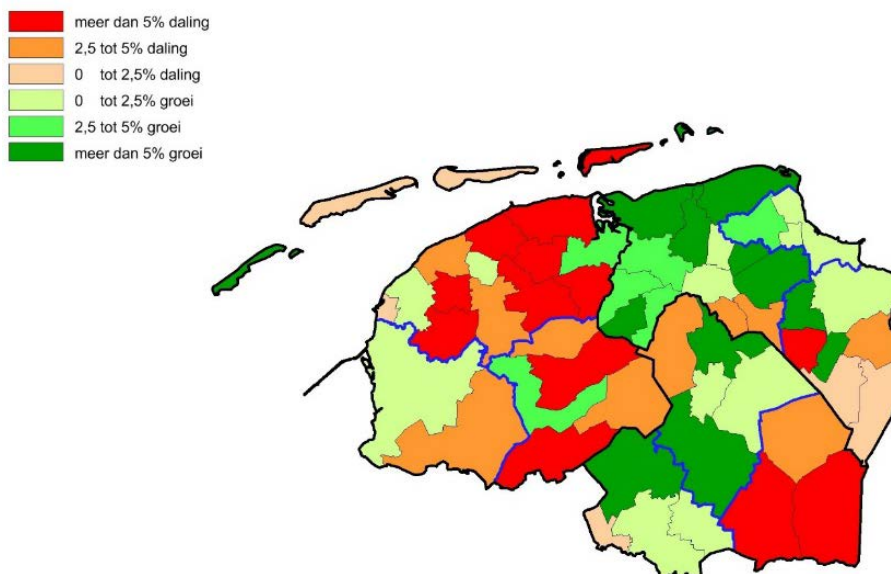 meer dan 5% daling
2,5 tot 5% daling
0 tot 2,5% daling
0 tot 2,5% groei
2,5 tot 5% groei
meer dan 5% groei